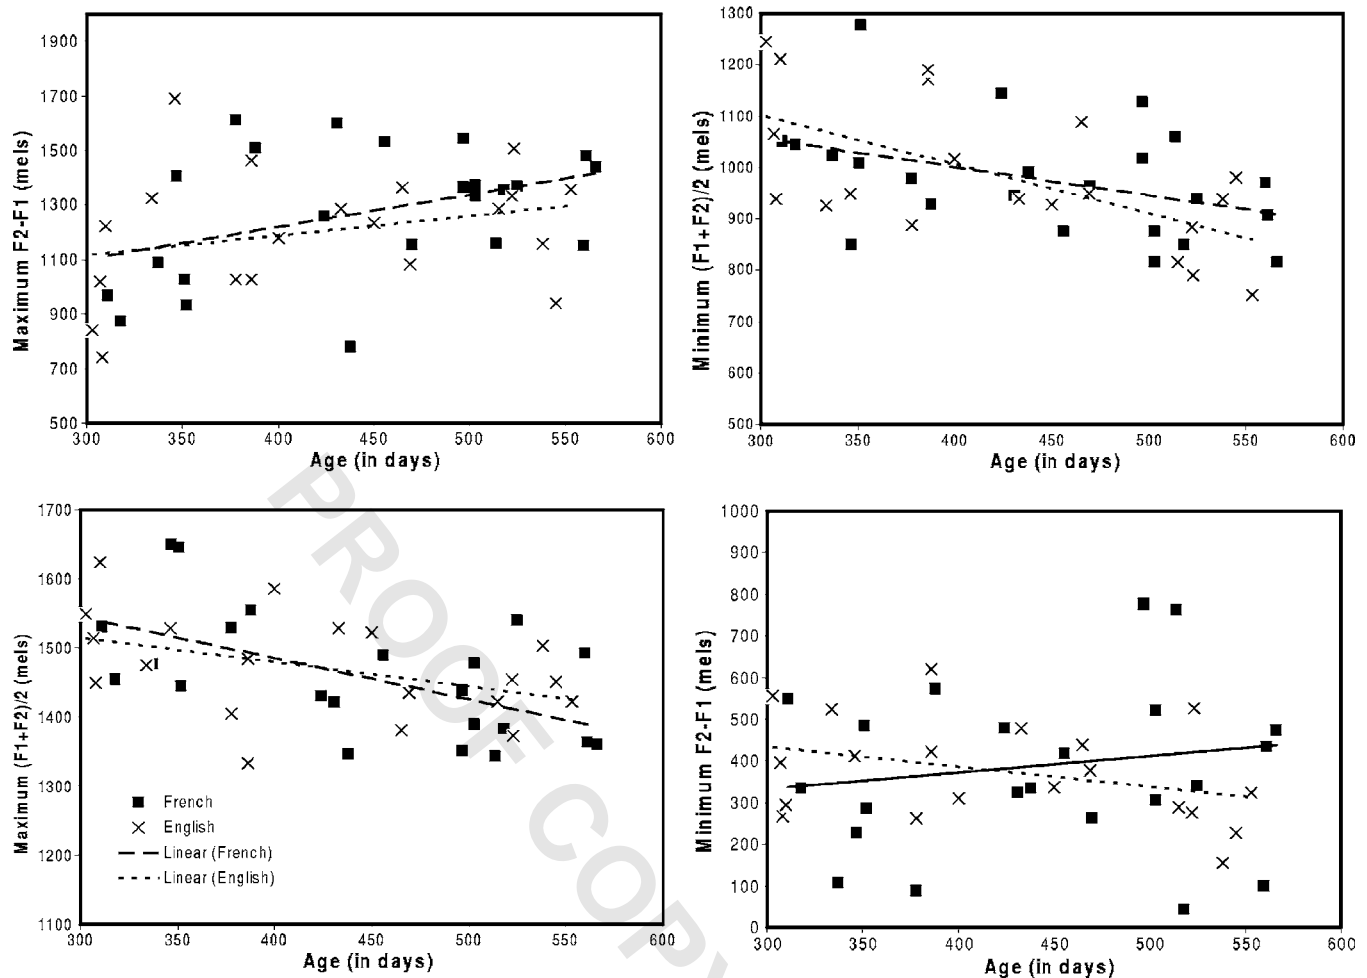 1900
1700
1500
1300
1100
900
700
500
Maximum F2-F1 (mels)
300 350 400 450 500 550 600
Age (in days)
1300
1200
1100
1000
900
800
700
600
500
Minimum (F1+F2)/2 (mels)
300 350 400 450 500 550 600
Age (in days)
1700
1600
1500
1400
1300
1200
1100
Maximum (F1+F2)/2 (mels)
French
English
Linear (French)
Linear (English)
300 350 400 450 500 550 600
Age (in days)
1000
900
800
700
600
500
400
300
200
100
0
Minimum F2-F1 (mels)
300 350 400 450 500 550 600
Age (in days)
PROOF COPY